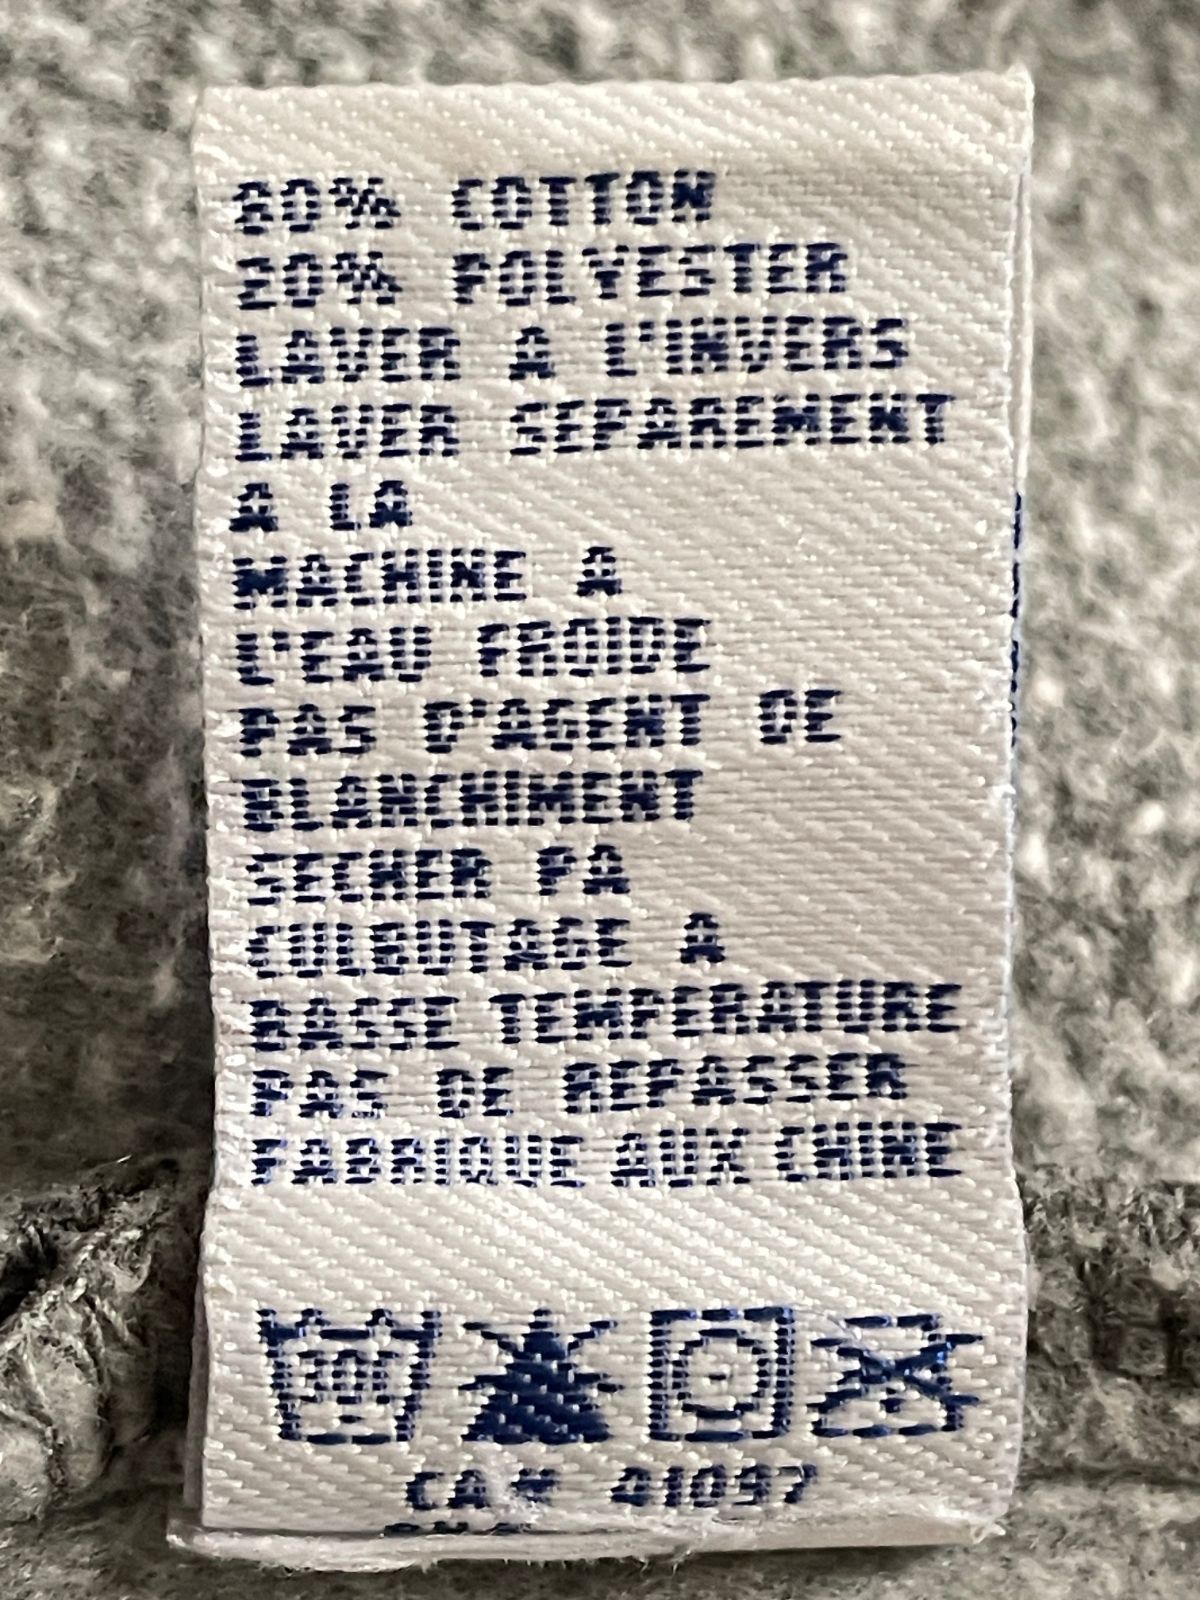 80% COTTON
20% POLYESTER
LAVER A L'INVERS
LAVER SEPAREMENT
A LA
MACHINE A
L'EAU FROIDE
PAS D'AGENT DE
BLANCHIMENT
SECHER PA
CULBUTAGE A
BASSE TEMPERATURE
PAS DE REPASSER
FABRIQUE AUX CHINE
30C
CA# 41097